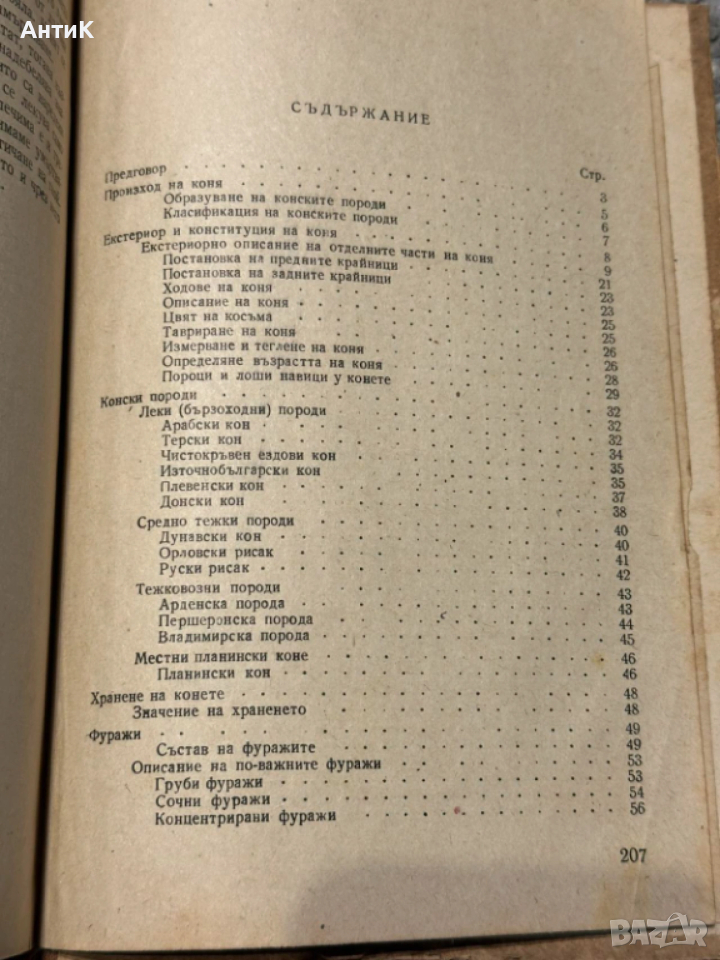 АнтиК
СЪДЪРЖАНИЕ
Стр.
Предговор 3
Произход на коня 5
Образуване на конските породи 6
Класификация на конските породи 7
Екстериор и конституция на коня 8
Екстериорно описание на отделните части на коня 9
Постановка на предните крайници 21
Постановка на задните крайници 23
Ходове на коня 23
Описание на коня 25
Цвят на косъма 25
Тавриране на коня 26
Измерване и теглене на коня 26
Определяне възрастта на коня 28
Пороци и лоши навици у конете 29
Конски породи 32
Леки (бързоходни) породи 32
Арабски кон 32
Терски кон 34
Чистокръвен ездови кон 35
Източнобългарски кон 35
Плевенски кон 37
Донски кон 38
Средно тежки породи 40
Дунавски кон 40
Орловски рисак 41
Руски рисак 42
Тежковозни породи 43
Арденска порода 43
Першеронска порода 44
Владимирска порода 45
Местни планински коне 46
Планински кон 46
Хранене на конете 48
Значение на храненето 48
Фуражи 49
Състав на фуражите 49
Описание на по-важните фуражи 53
Груби фуражи 53
Сочни фуражи 54
Концентрирани фуражи 56
207
BAZAR